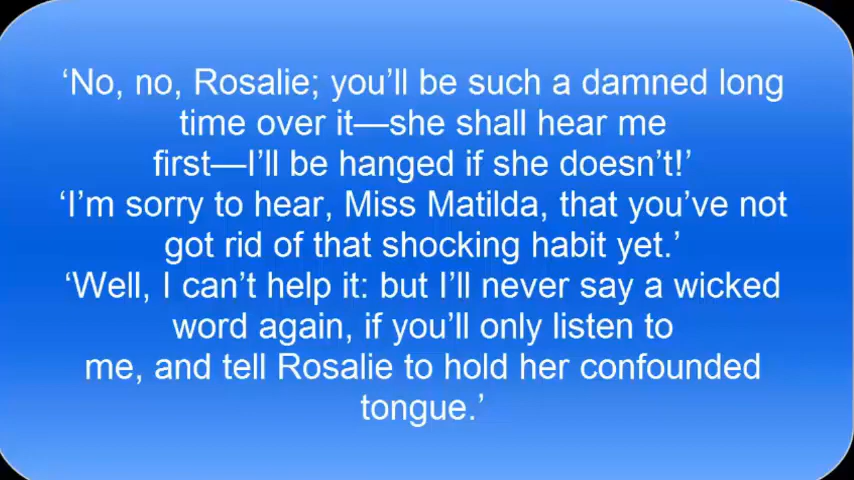 ‘No, no, Rosalie; you’ll be such a damned long
time over it—she shall hear me
first—I’ll be hanged if she doesn’t!’
‘I’m sorry to hear, Miss Matilda, that you’ve not
got rid of that shocking habit yet.’
‘Well, I can’t help it: but I’ll never say a wicked
word again, if you’ll only listen to
me, and tell Rosalie to hold her confounded
tongue.’